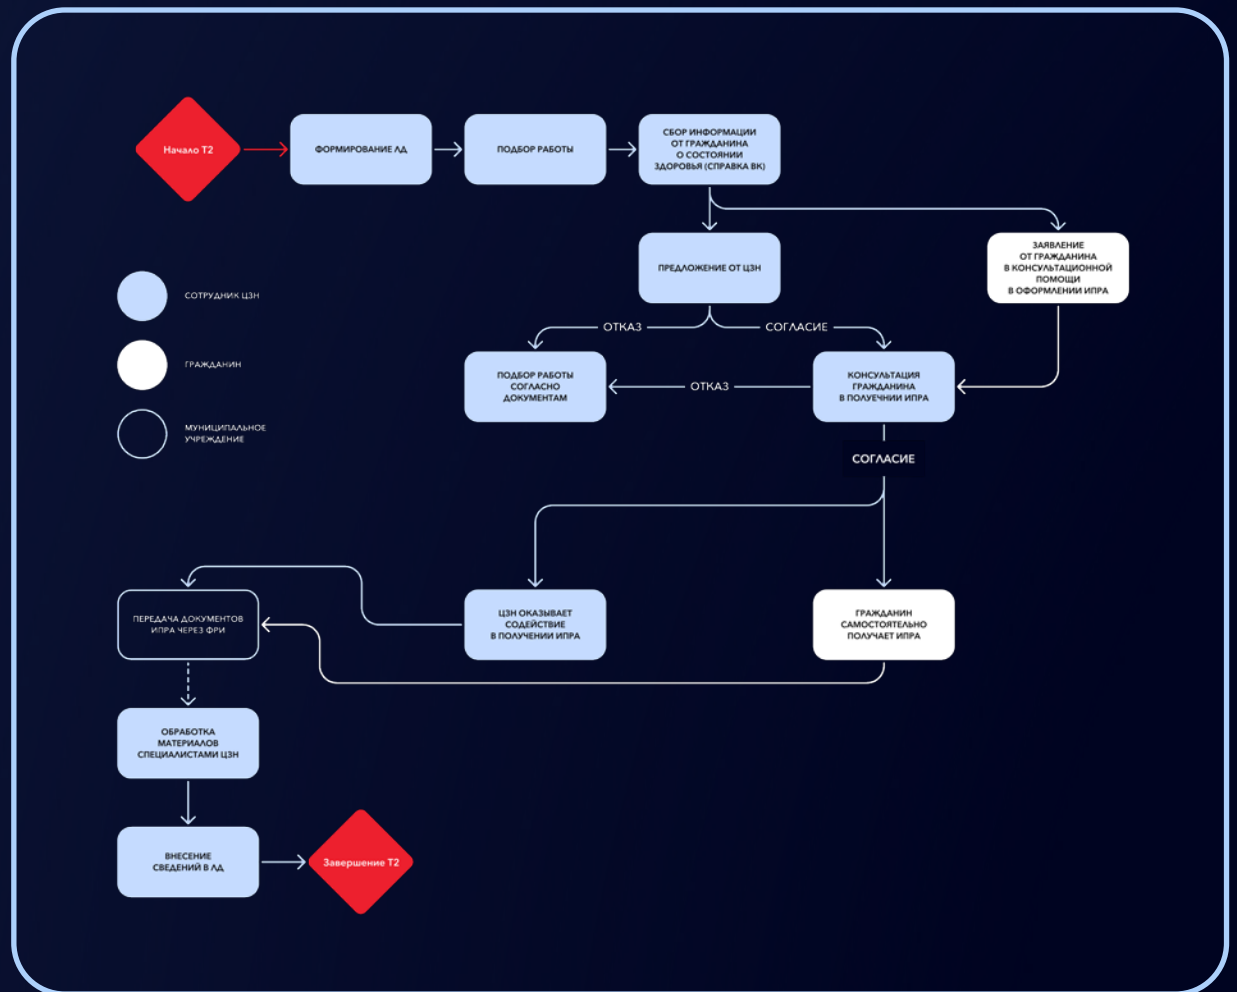 Начало Т2
ФОРМИРОВАНИЕ ЛД
ПОДБОР РАБОТЫ
СБОР ИНФОРМАЦИИ
ОТ ГРАЖДАНИНА
О СОСТОЯНИИ
ЗДОРОВЬЯ (СПРАВКА ВК)
ПРЕДЛОЖЕНИЕ ОТ ЦЗН
ЗАЯВЛЕНИЕ
ОТ ГРАЖДАНИНА
В КОНСУЛЬТАЦИОННОЙ
ПОМОЩИ
В ОФОРМЛЕНИИ ИПРА
СОТРУДНИК ЦЗН
ГРАЖДАНИН
МУНИЦИПАЛЬНОЕ
УЧРЕЖДЕНИЕ
ОТКАЗ
СОГЛАСИЕ
ПОДБОР РАБОТЫ
СОГЛАСНО
ДОКУМЕНТАМ
ОТКАЗ
КОНСУЛЬТАЦИЯ
ГРАЖДАНИНА
В ПОЛУЕЧНИИ ИПРА
СОГЛАСИЕ
ПЕРЕДАЧА ДОКУМЕНТОВ
ИПРА ЧЕРЕЗ ФРИ
ЦЗН ОКАЗЫВАЕТ
СОДЕЙСТВИЕ
В ПОЛУЧЕНИИ ИПРА
ГРАЖДАНИН
САМОСТОЯТЕЛЬНО
ПОЛУЧАЕТ ИПРА
ОБРАБОТКА
МАТЕРИАЛОВ
СПЕЦИАЛИСТАМИ ЦЗН
ВНЕСЕНИЕ
СВЕДЕНИЙ В ЛД
Завершение Т2